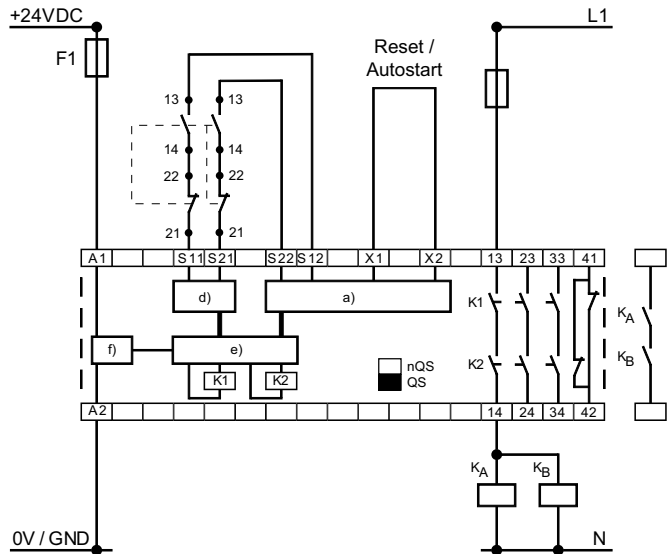 +24VDC L1
F1
Reset /
Autostart
13 13
14 14
22 22
21 21
A1 S11 S21 S22 S12 X1 X2 13 23 33 41
d) a)
K1
KA
f) e)
K2
KB
nQS
K1 K2
QS
A2 14 24 34 42
KA KB
0V / GND N